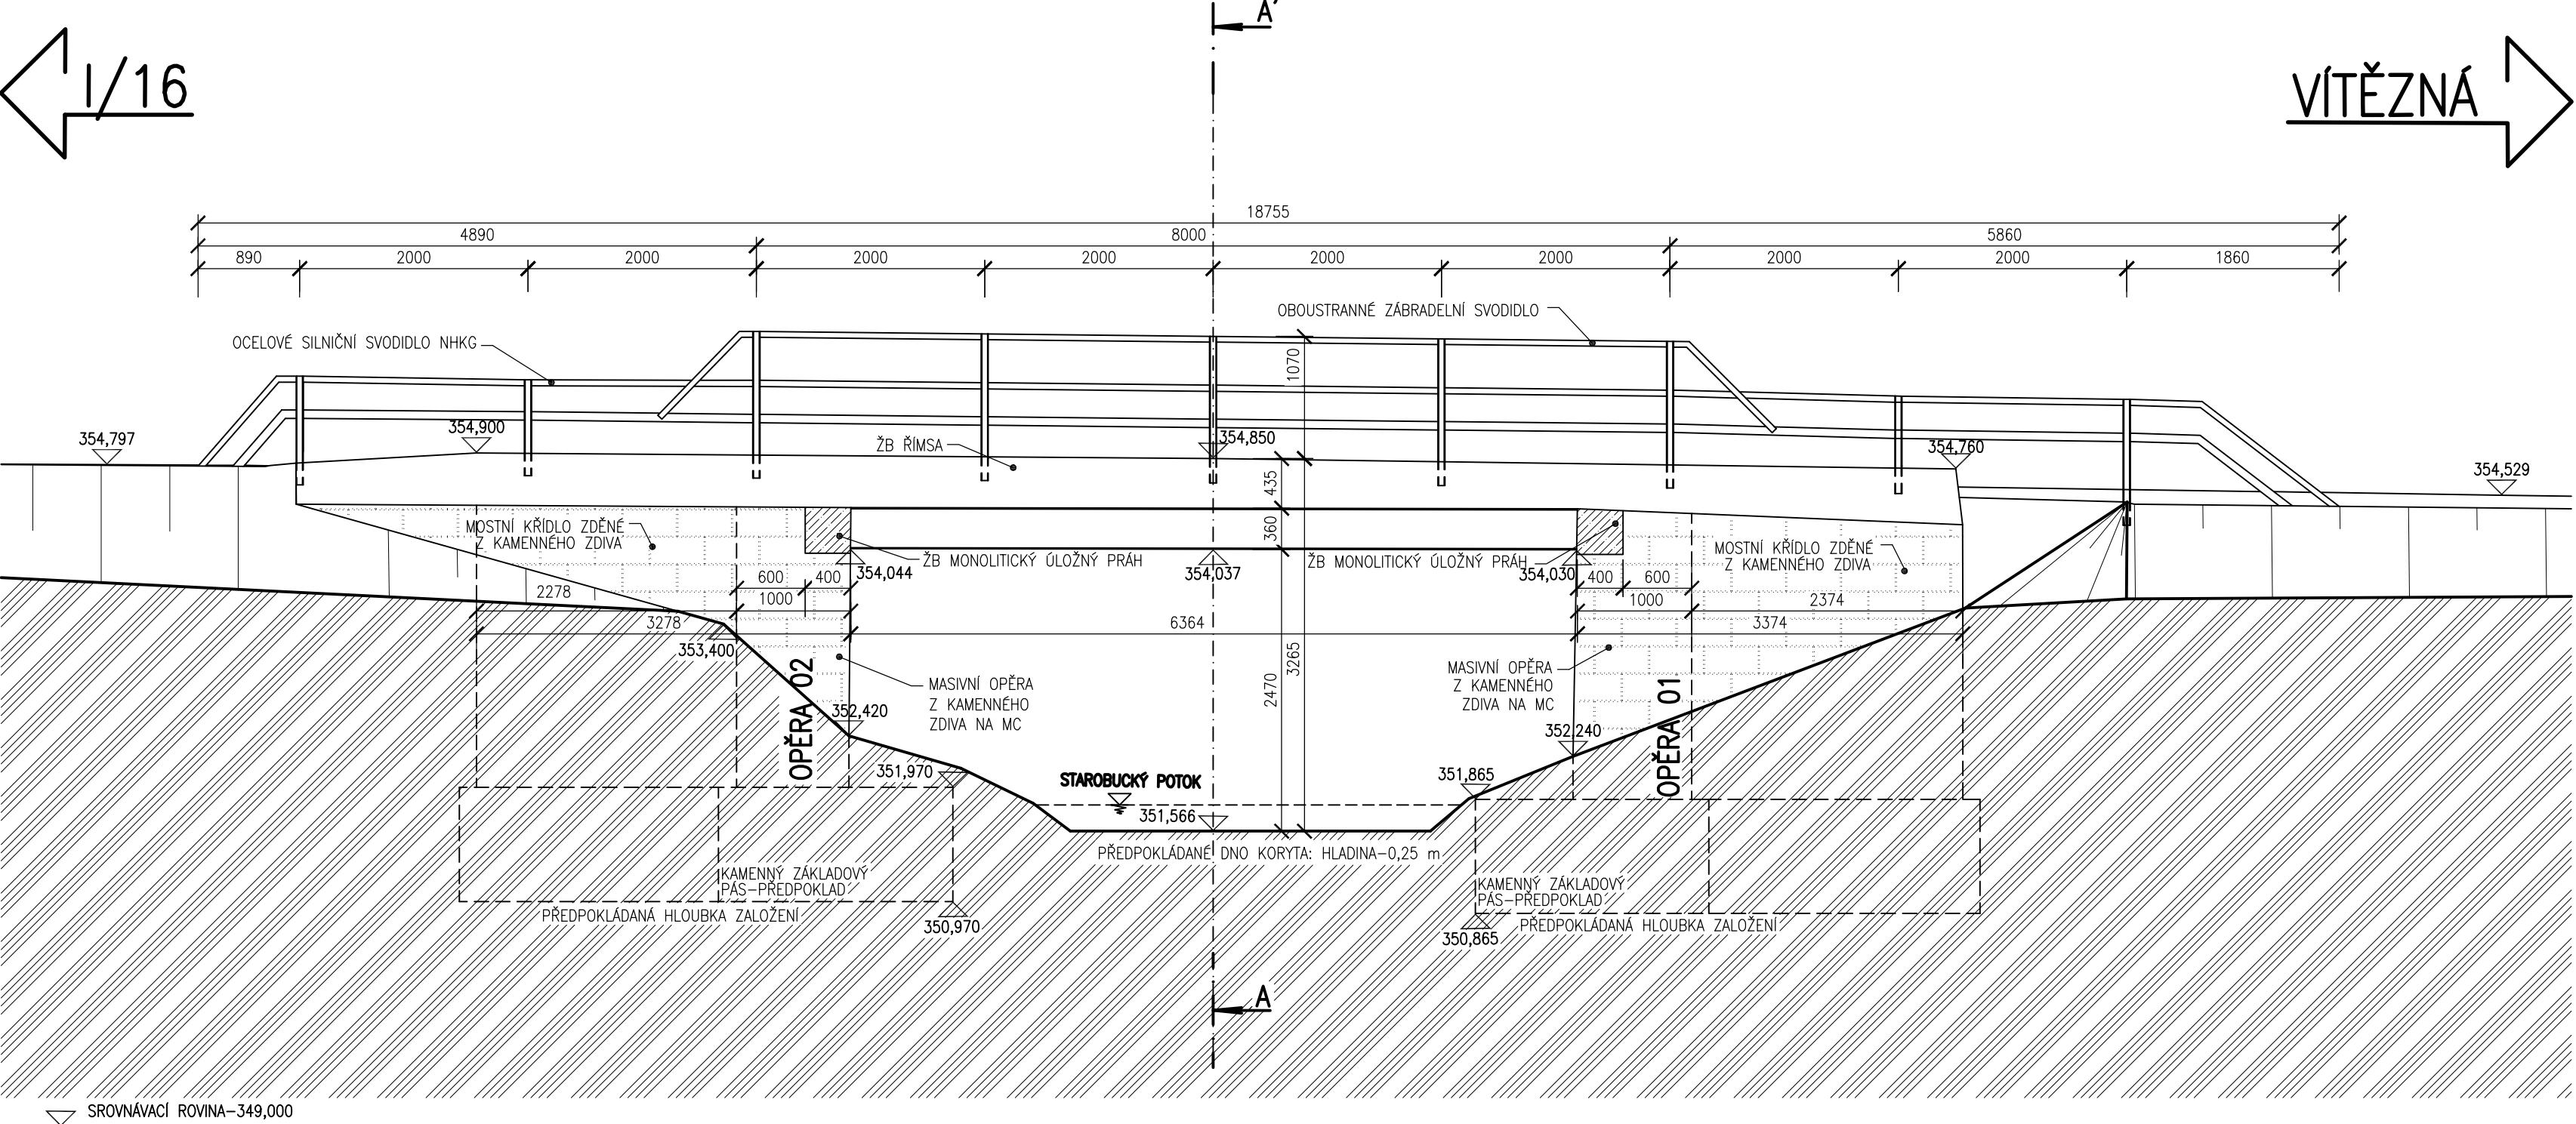 A'
I/16
VÍTĚZNÁ
18755
4890
8000
5860
890
2000
2000
2000
2000
2000
2000
2000
2000
1860
OBOUSTRANNÉ ZÁBRADELNÍ SVODIDLO
OCELOVÉ SILNIČNÍ SVODIDLO NHKG
1070
354,797
354,900
ŽB ŘÍMSA
354,850
354,760
354,529
435
360
MOSTNÍ KŘÍDLO ZDĚNÉ
Z KAMENNÉHO ZDIVA
ŽB MONOLITICKÝ ÚLOŽNÝ PRÁH
ŽB MONOLITICKÝ ÚLOŽNÝ PRÁH
MOSTNÍ KŘÍDLO ZDĚNÉ
Z KAMENNÉHO ZDIVA
354,044
354,037
354,030
600
400
400
600
2278
1000
1000
2374
3278
6364
3374
353,400
2470
3265
OPĚRA 02
MASIVNÍ OPĚRA
Z KAMENNÉHO
ZDIVA NA MC
MASIVNÍ OPĚRA
Z KAMENNÉHO
ZDIVA NA MC
OPĚRA 01
352,420
352,240
351,970
STAROBUCKÝ POTOK
351,865
351,566
PŘEDPOKLÁDANÉ DNO KORYTA: HLADINA-0,25 m
KAMENNÝ ZÁKLADOVÝ
PÁS-PŘEDPOKLAD
KAMENNÝ ZÁKLADOVÝ
PÁS-PŘEDPOKLAD
PŘEDPOKLÁDANÁ HLOUBKA ZALOŽENÍ
350,970
PŘEDPOKLÁDANÁ HLOUBKA ZALOŽENÍ
350,865
A
SROVNÁVACÍ ROVINA-349,000